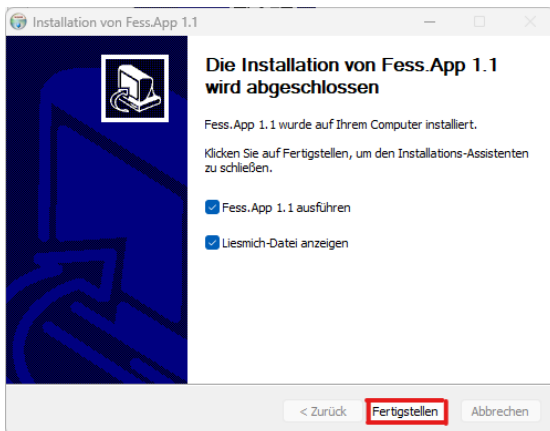 Installation von Fess.App 1.1
Die Installation von Fess.App 1.1
wird abgeschlossen
Fess.App 1.1 wurde auf Ihrem Computer installiert.
Klicken Sie auf Fertigstellen, um den Installations-Assistenten
zu schließen.
Fess.App 1.1 ausführen
Liesmich-Datei anzeigen
< Zurück Fertigstellen Abbrechen